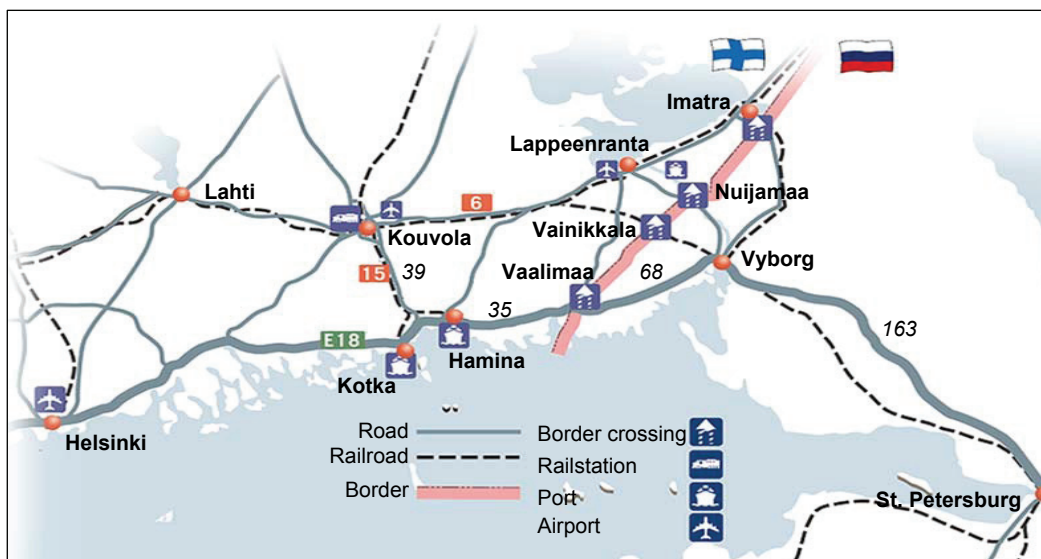 Imatra
Lappeenranta
Lahti
6
Nuijamaa
Kouvola
Vainikkala
15
39
Vaalimaa
68
Vyborg
35
163
E18
Hamina
Kotka
Helsinki
Road
Border crossing
Railroad
Railstation
Border
Port
Airport
St. Petersburg